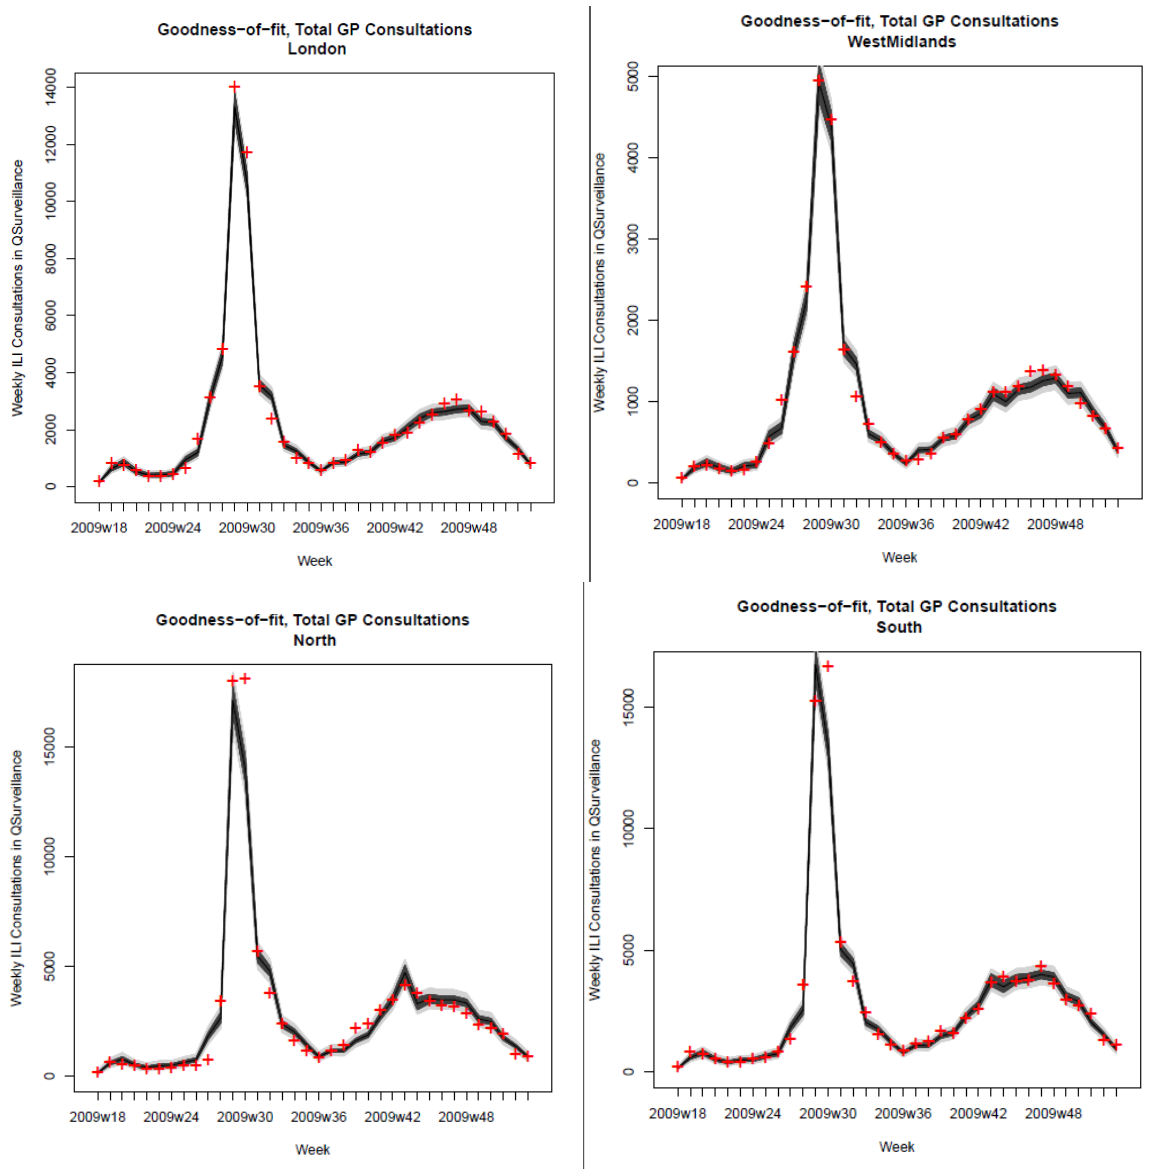 Goodness-of-fit, Total GP Consultations
London
Weekly ILI Consultations in QSurveillance
14000
12000
10000
8000
6000
4000
2000
0
2009w18 2009w24 2009w30 2009w36 2009w42 2009w48
Week
Goodness-of-fit, Total GP Consultations
WestMidlands
Weekly ILI Consultations in QSurveillance
5000
4000
3000
2000
1000
0
2009w18 2009w24 2009w30 2009w36 2009w42 2009w48
Week
Goodness-of-fit, Total GP Consultations
North
Weekly ILI Consultations in QSurveillance
15000
10000
5000
0
2009w18 2009w24 2009w30 2009w36 2009w42 2009w48
Week
Goodness-of-fit, Total GP Consultations
South
Weekly ILI Consultations in QSurveillance
15000
10000
5000
0
2009w18 2009w24 2009w30 2009w36 2009w42 2009w48
Week